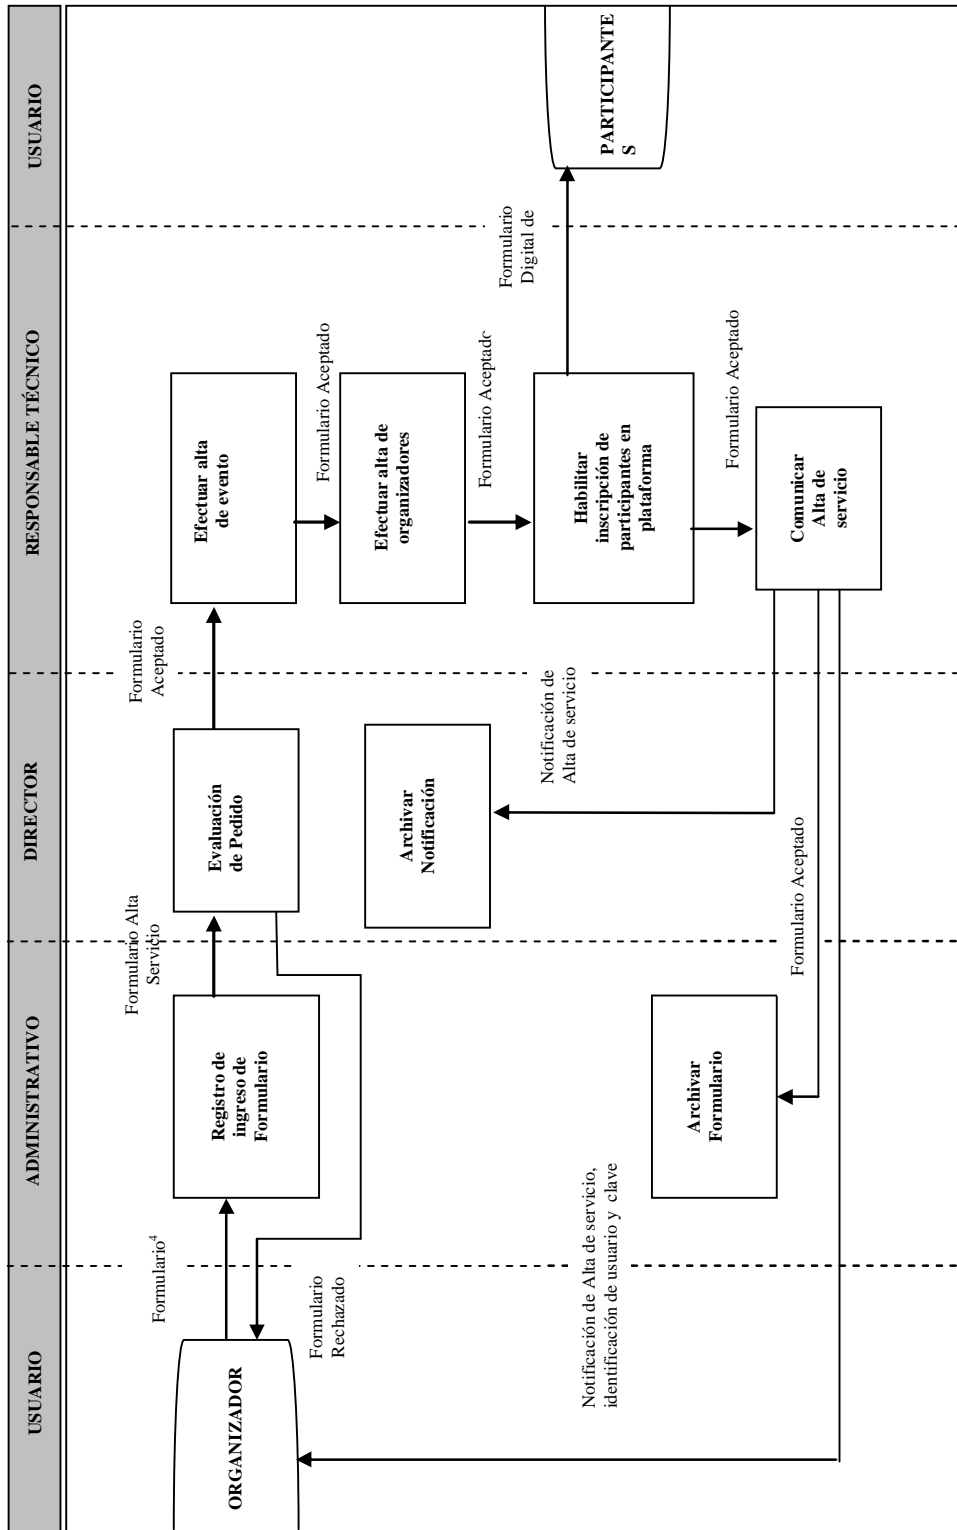 USUARIO
ADMINISTRATIVO
DIRECTOR
RESPONSABLE TÉCNICO
USUARIO
ORGANIZADOR
Formulario⁴
Formulario
Rechazado
Registro de
ingreso de
Formulario
Formulario Alta
Servicio
Evaluación
de Pedido
Formulario
Aceptado
Efectuar alta
de evento
Formulario Aceptado
Efectuar alta de
organizadores
Formulario Aceptado
Habilitar
inscripción de
participantes en
plataforma
Formulario
Digital de
PARTICIPANTE
S
Formulario Aceptado
Comunicar
Alta de
servicio
Notificación de
Alta de servicio
Archivar
Notificación
Formulario Aceptado
Archivar
Formulario
Notificación de Alta de servicio,
identificación de usuario y clave